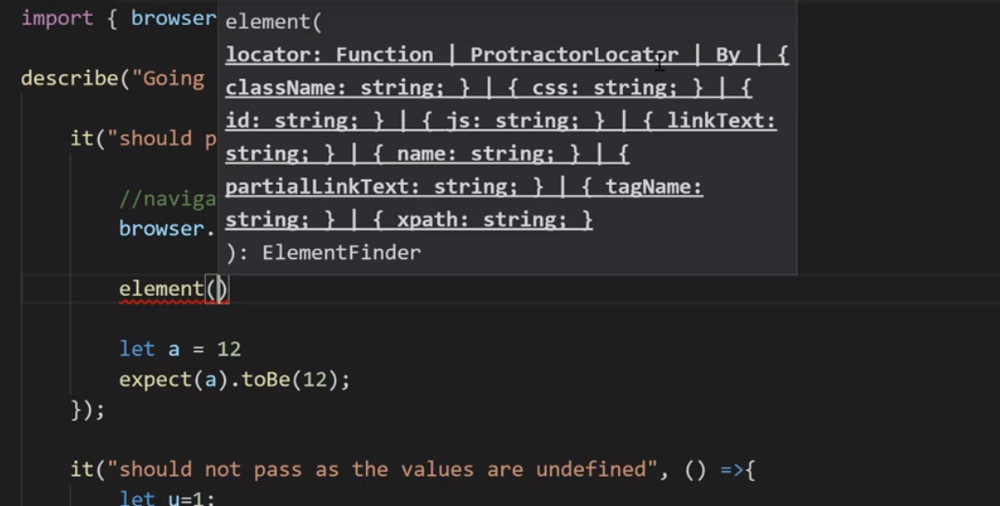 import { browser
element(
locator: Function | ProtractorLocator | By | {
describe("Going
className: string; } | { css: string; } | {
id: string; } | { js: string; } | { linkText:
it("should p
string; } | { name: string; } | {
partialLinkText: string; } | { tagName:
//naviga
string; } | { xpath: string; }
browser.
): ElementFinder
element()
let a = 12
expect(a).toBe(12);
});
it("should not pass as the values are undefined", () =>{
let u=1;